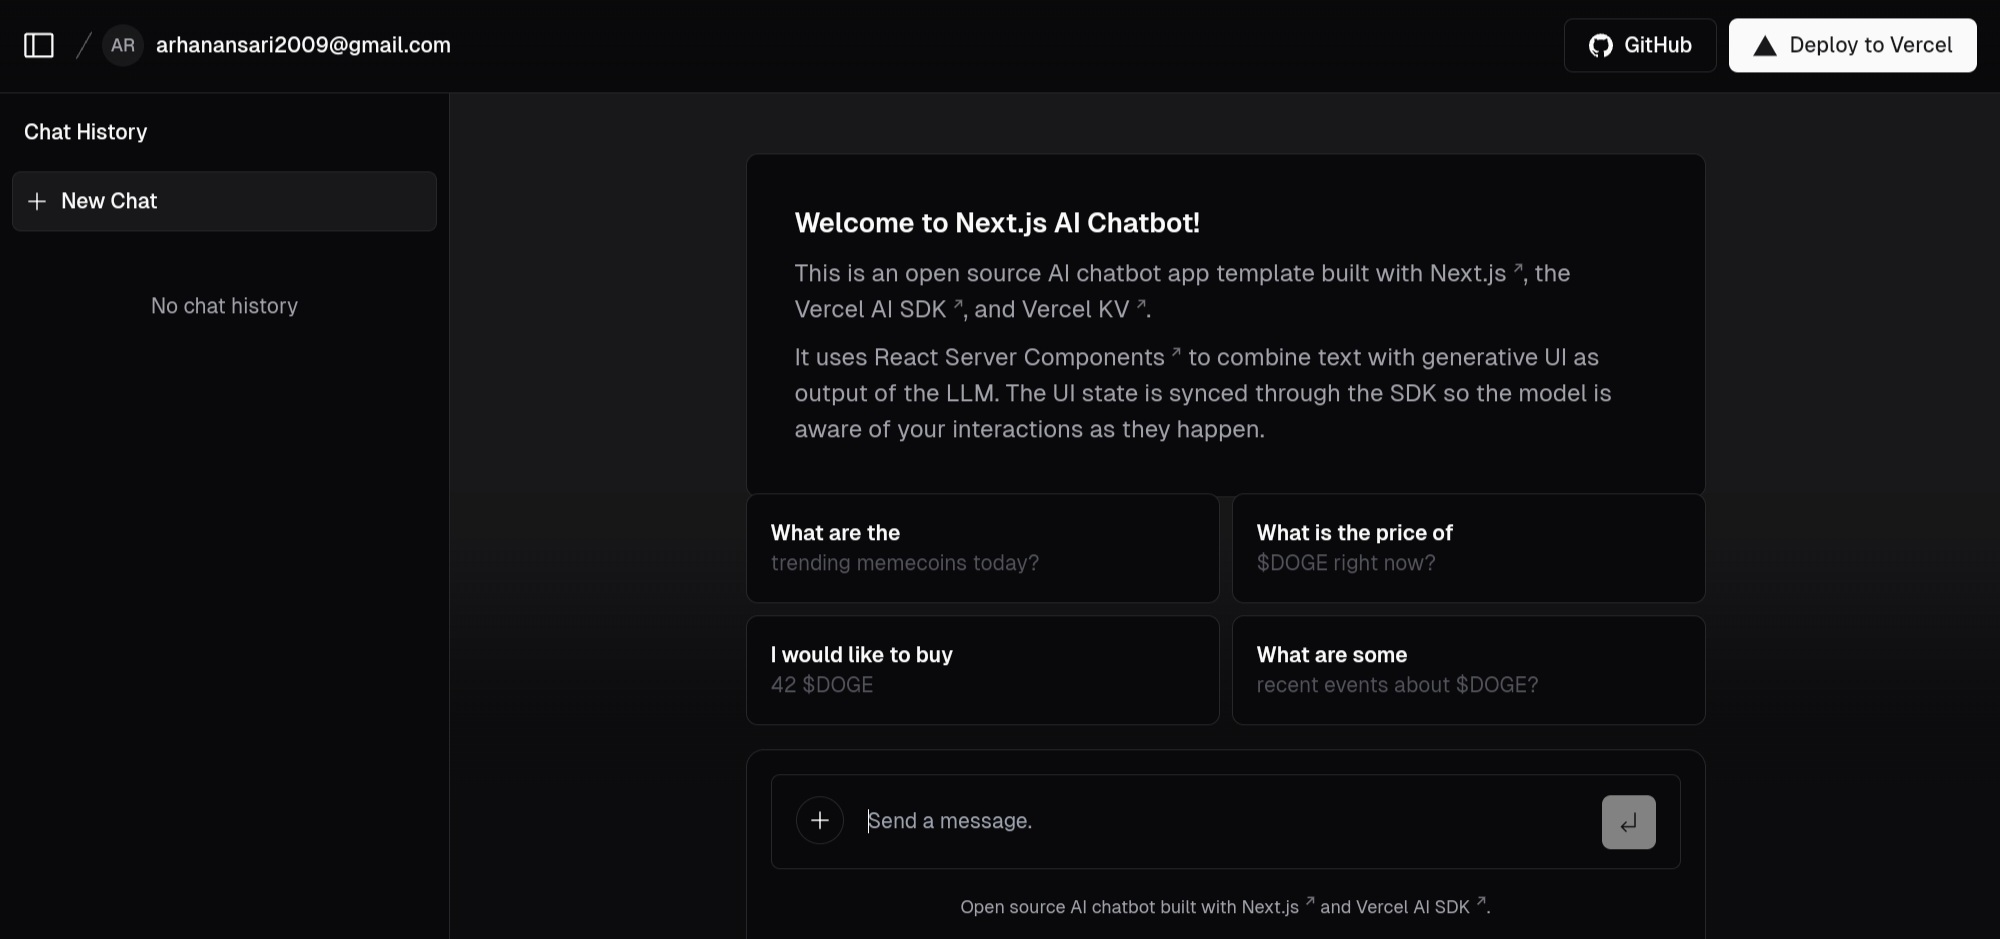 AR arhanansari2009@gmail.com
GitHub
Deploy to Vercel
Chat History
New Chat
No chat history
Welcome to Next.js AI Chatbot!
This is an open source AI chatbot app template built with Next.js ↗, the
Vercel AI SDK ↗, and Vercel KV ↗.
It uses React Server Components ↗ to combine text with generative UI as
output of the LLM. The UI state is synced through the SDK so the model is
aware of your interactions as they happen.
What are the
trending memecoins today?
What is the price of
$DOGE right now?
I would like to buy
42 $DOGE
What are some
recent events about $DOGE?
Send a message.
Open source AI chatbot built with Next.js ↗ and Vercel AI SDK ↗.